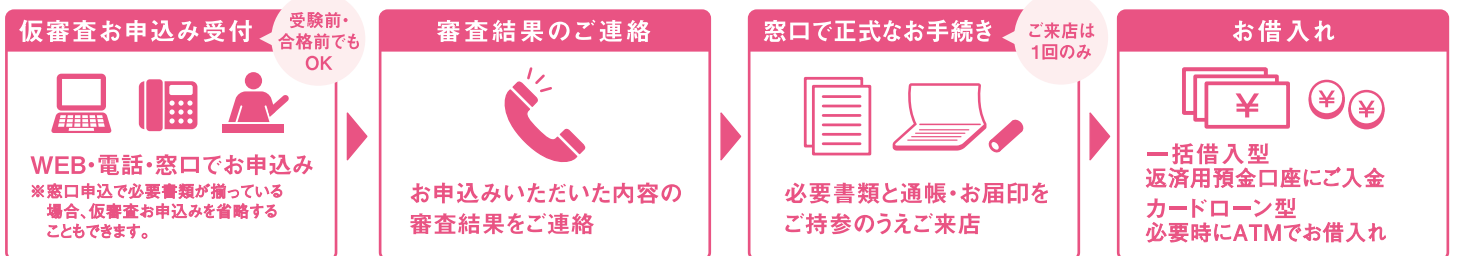 仮審査お申込み受付
受験前・
合格前でも
OK
WEB・電話・窓口でお申込み
※窓口申込で必要書類が揃っている
場合、仮審査お申込みを省略する
こともできます。
審査結果のご連絡
お申込みいただいた内容の
審査結果をご連絡
窓口で正式なお手続き
ご来店は
1回のみ
必要書類と通帳・お届印を
ご持参のうえご来店
お借入れ
¥
¥
¥
一括借入型
返済用預金口座にご入金
カードローン型
必要時にATMでお借入れ